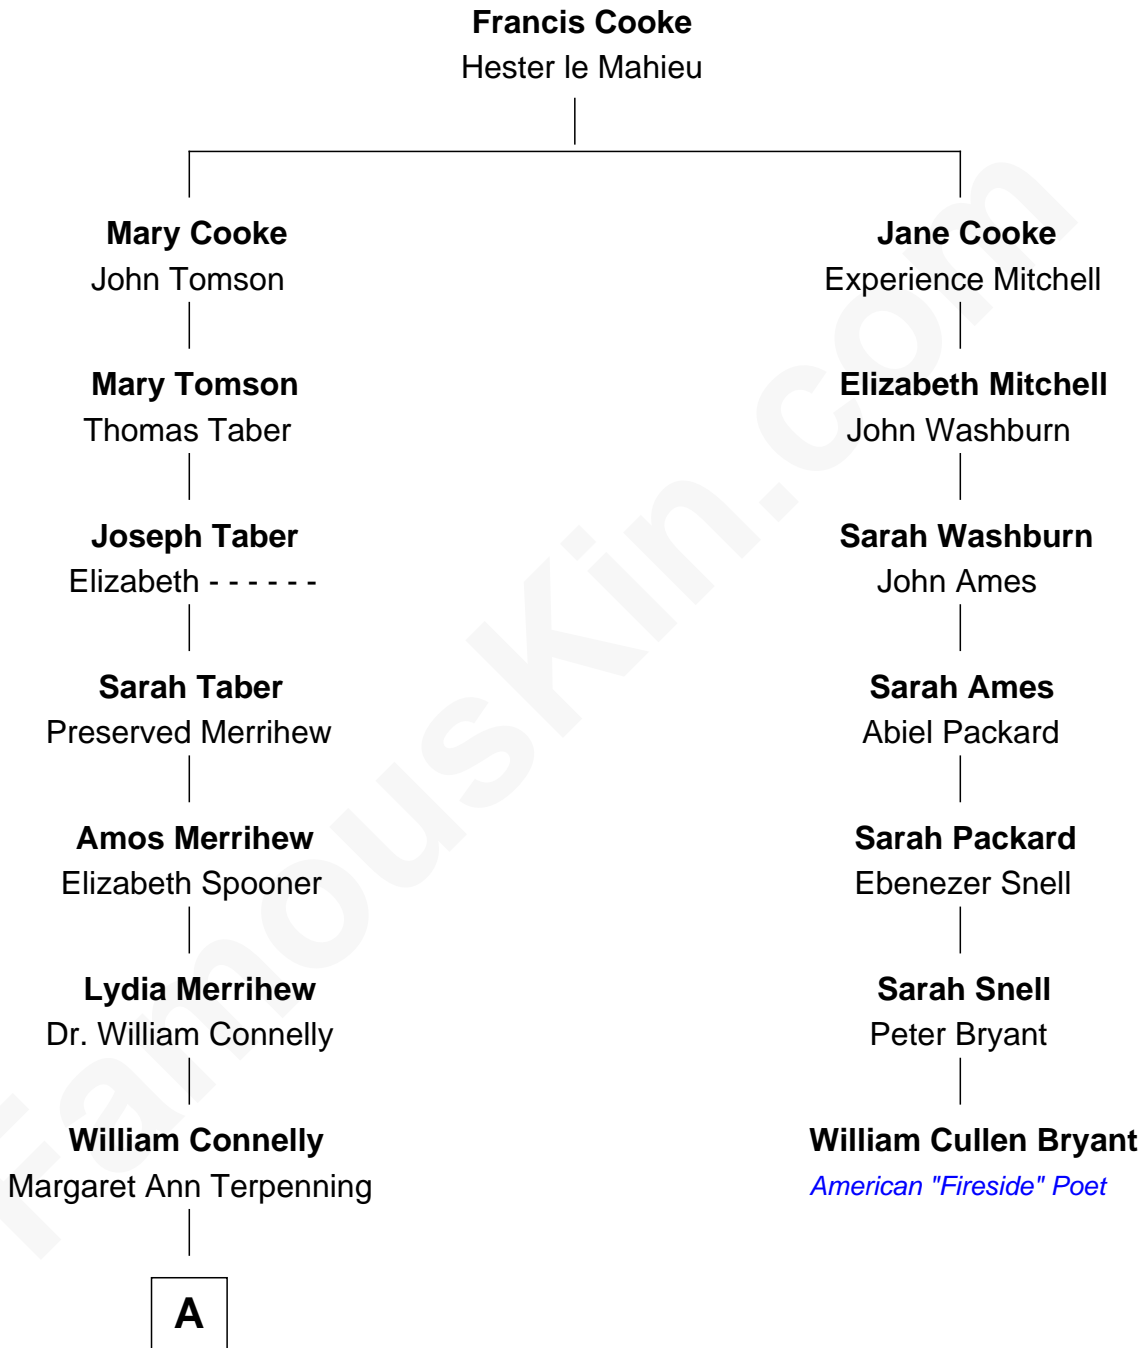 Francis Cooke
Hester le Mahieu
Mary Cooke
John Tomson
Jane Cooke
Experience Mitchell
Mary Tomson
Thomas Taber
Elizabeth Mitchell
John Washburn
Joseph Taber
Elizabeth - - - - - -
Sarah Washburn
John Ames
Sarah Taber
Preserved Merrihew
Sarah Ames
Abiel Packard
Amos Merrihew
Elizabeth Spooner
Sarah Packard
Ebenezer Snell
Lydia Merrihew
Dr. William Connelly
Sarah Snell
Peter Bryant
William Connelly
Margaret Ann Terpenning
William Cullen Bryant
American "Fireside" Poet
A
FamousKin.com